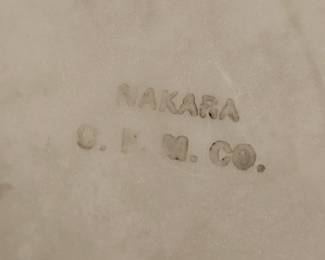 NAKARA
C. F. M. CO.